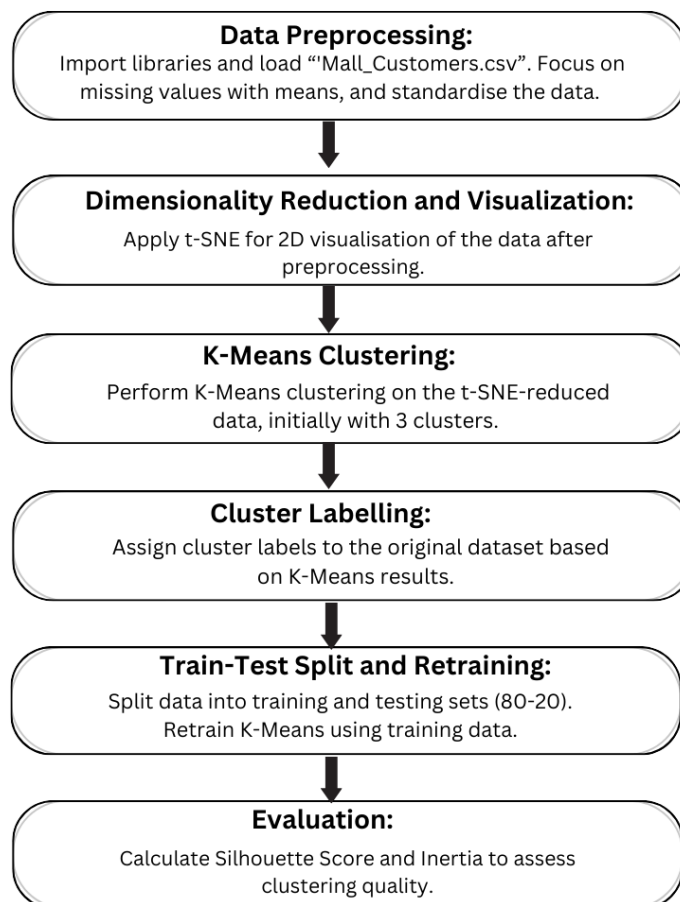 Data Preprocessing:
Import libraries and load “'Mall_Customers.csv”. Focus on
missing values with means, and standardise the data.
Dimensionality Reduction and Visualization:
Apply t-SNE for 2D visualisation of the data after
preprocessing.
K-Means Clustering:
Perform K-Means clustering on the t-SNE-reduced
data, initially with 3 clusters.
Cluster Labelling:
Assign cluster labels to the original dataset based
on K-Means results.
Train-Test Split and Retraining:
Split data into training and testing sets (80-20).
Retrain K-Means using training data.
Evaluation:
Calculate Silhouette Score and Inertia to assess
clustering quality.